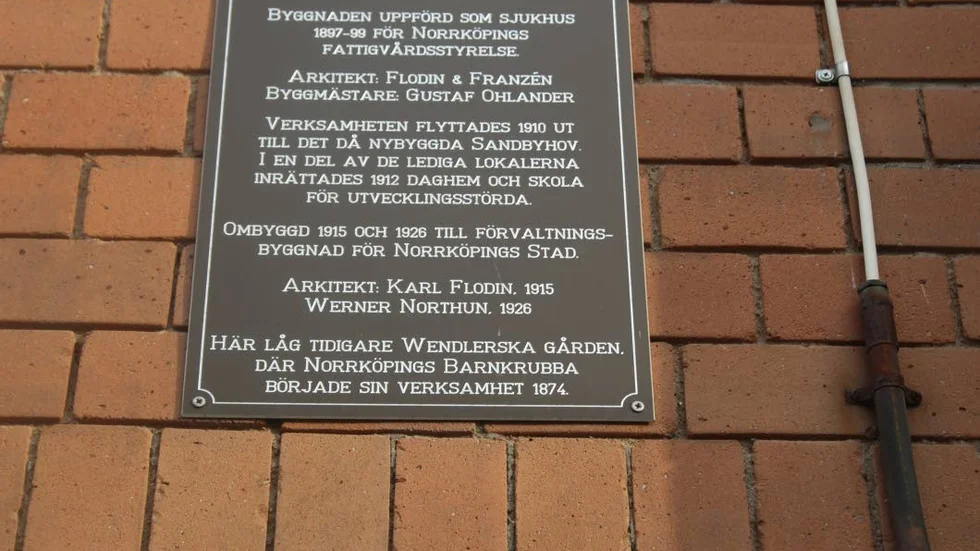 Byggnaden uppförd som sjukhus
1897-99 för Norrköpings
fattigvårdsstyrelse.
Arkitekt: Flodin & Franzén
Byggmästare: Gustaf Ohlander
Verksamheten flyttades 1910 ut
till det då nybyggda Sandbyhov.
I en del av de lediga lokalerna
inrättades 1912 daghem och skola
för utvecklingsstörda.
Ombyggd 1915 och 1926 till förvaltnings-
byggnad för Norrköpings Stad.
Arkitekt: Karl Flodin, 1915
Werner Northun, 1926
Här låg tidigare Wendlerska gården,
där Norrköpings Barnkrubba
började sin verksamhet 1874.